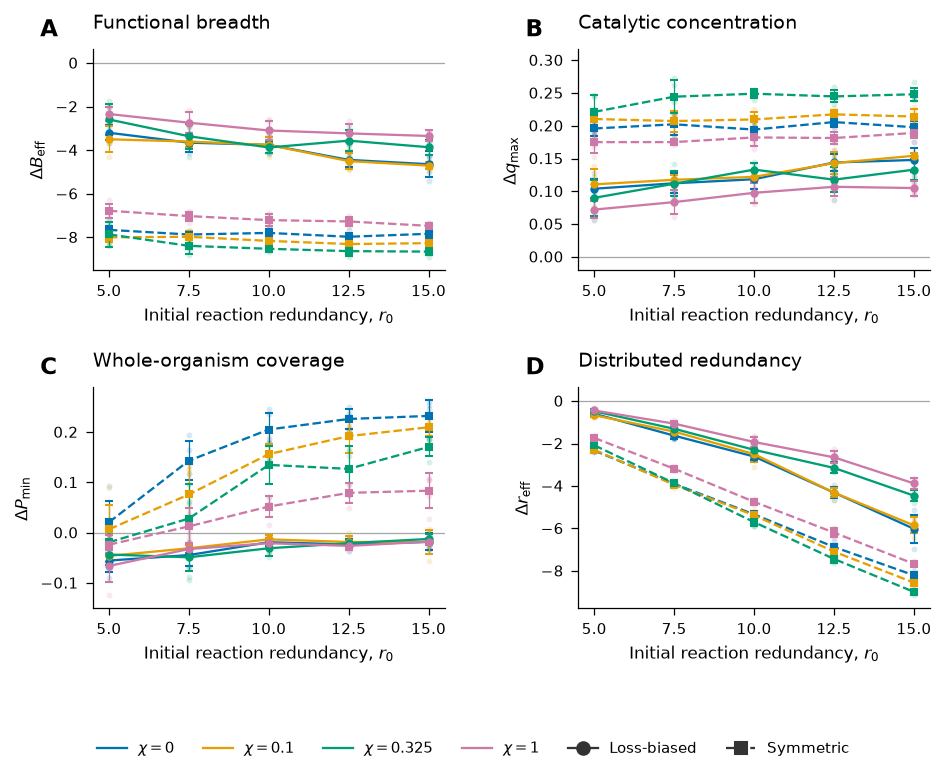 A Functional breadth
0
−2
−4
−6
−8
ΔB_eff
5.0 7.5 10.0 12.5 15.0
Initial reaction redundancy, r_0
B Catalytic concentration
0.30
0.25
0.20
0.15
0.10
0.05
0.00
Δq_max
5.0 7.5 10.0 12.5 15.0
Initial reaction redundancy, r_0
C Whole-organism coverage
0.2
0.1
0.0
−0.1
ΔP_min
5.0 7.5 10.0 12.5 15.0
Initial reaction redundancy, r_0
D Distributed redundancy
0
−2
−4
−6
−8
Δr_eff
5.0 7.5 10.0 12.5 15.0
Initial reaction redundancy, r_0
χ = 0 χ = 0.1 χ = 0.325 χ = 1 Loss-biased Symmetric